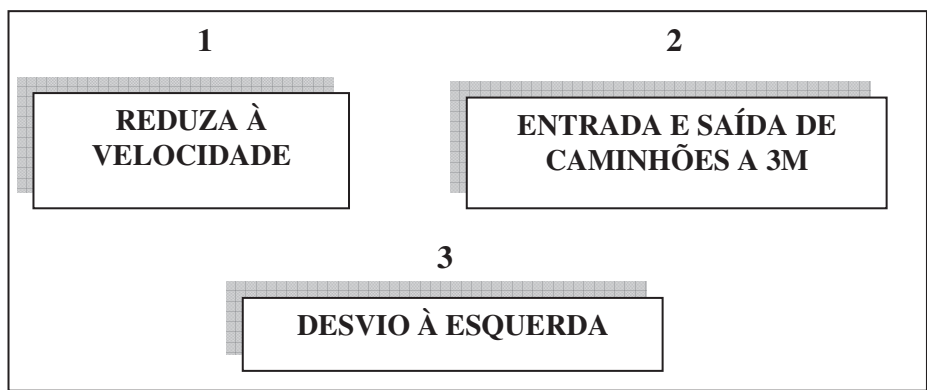 1
REDUZA À
VELOCIDADE
2
ENTRADA E SAÍDA DE
CAMINHÕES A 3M
3
DESVIO À ESQUERDA